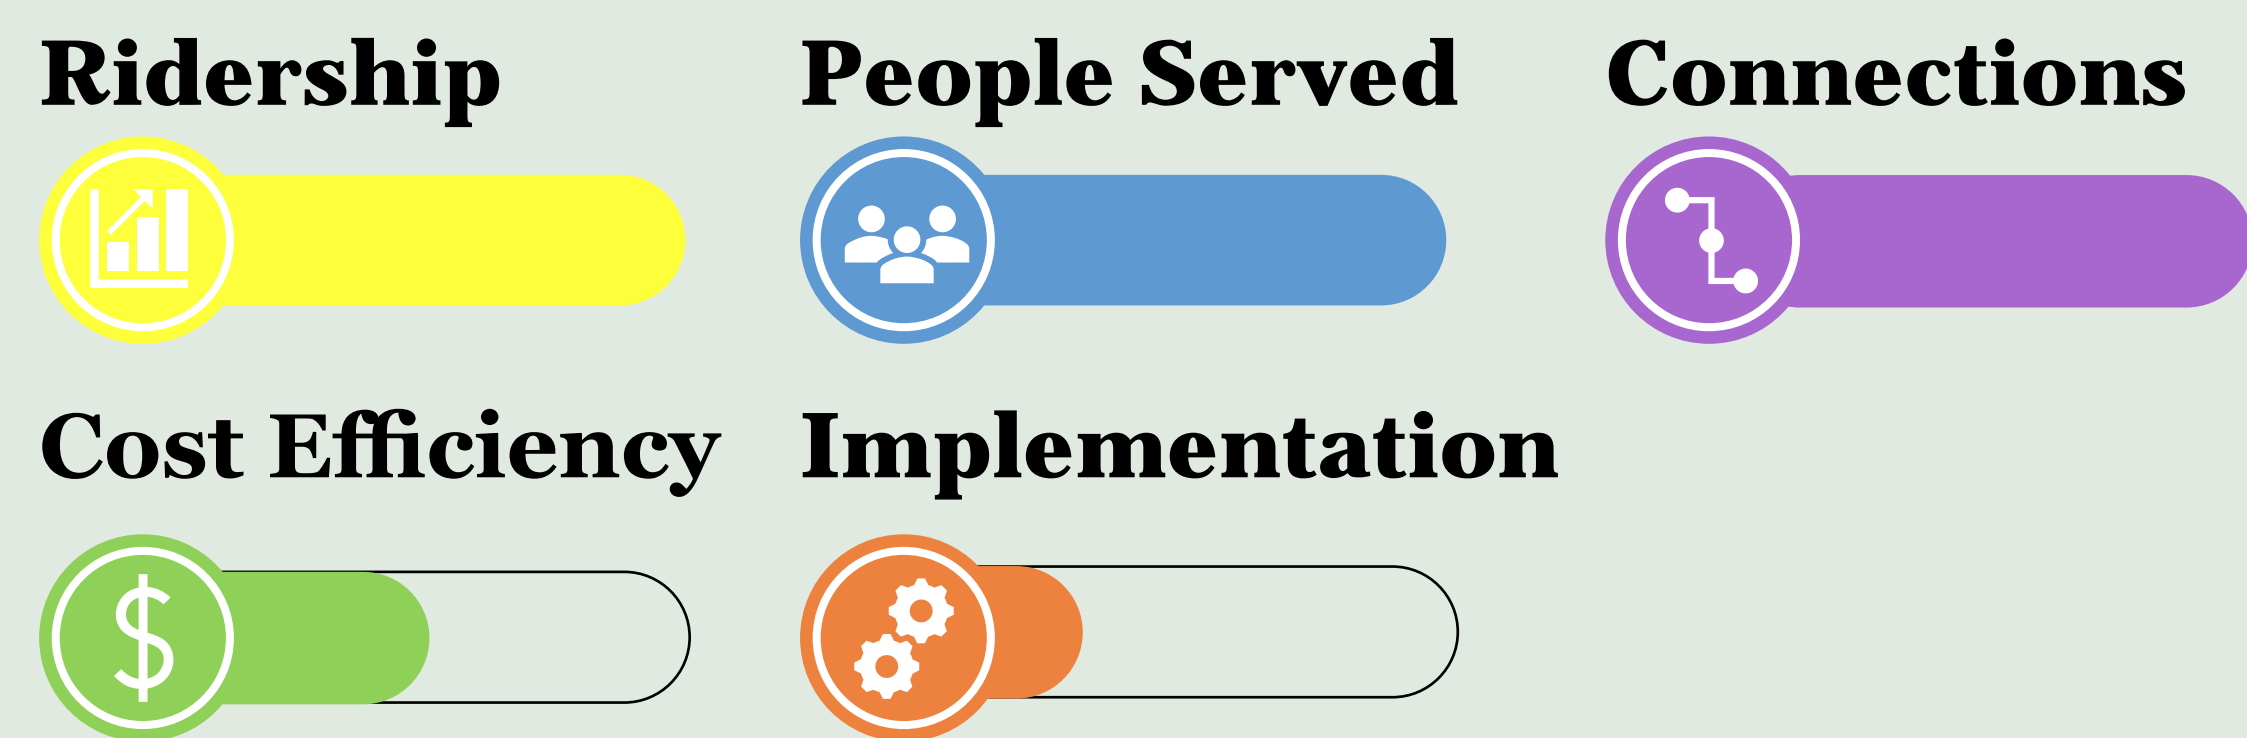 Ridership
People Served
Connections
Cost Efficiency
Implementation
$